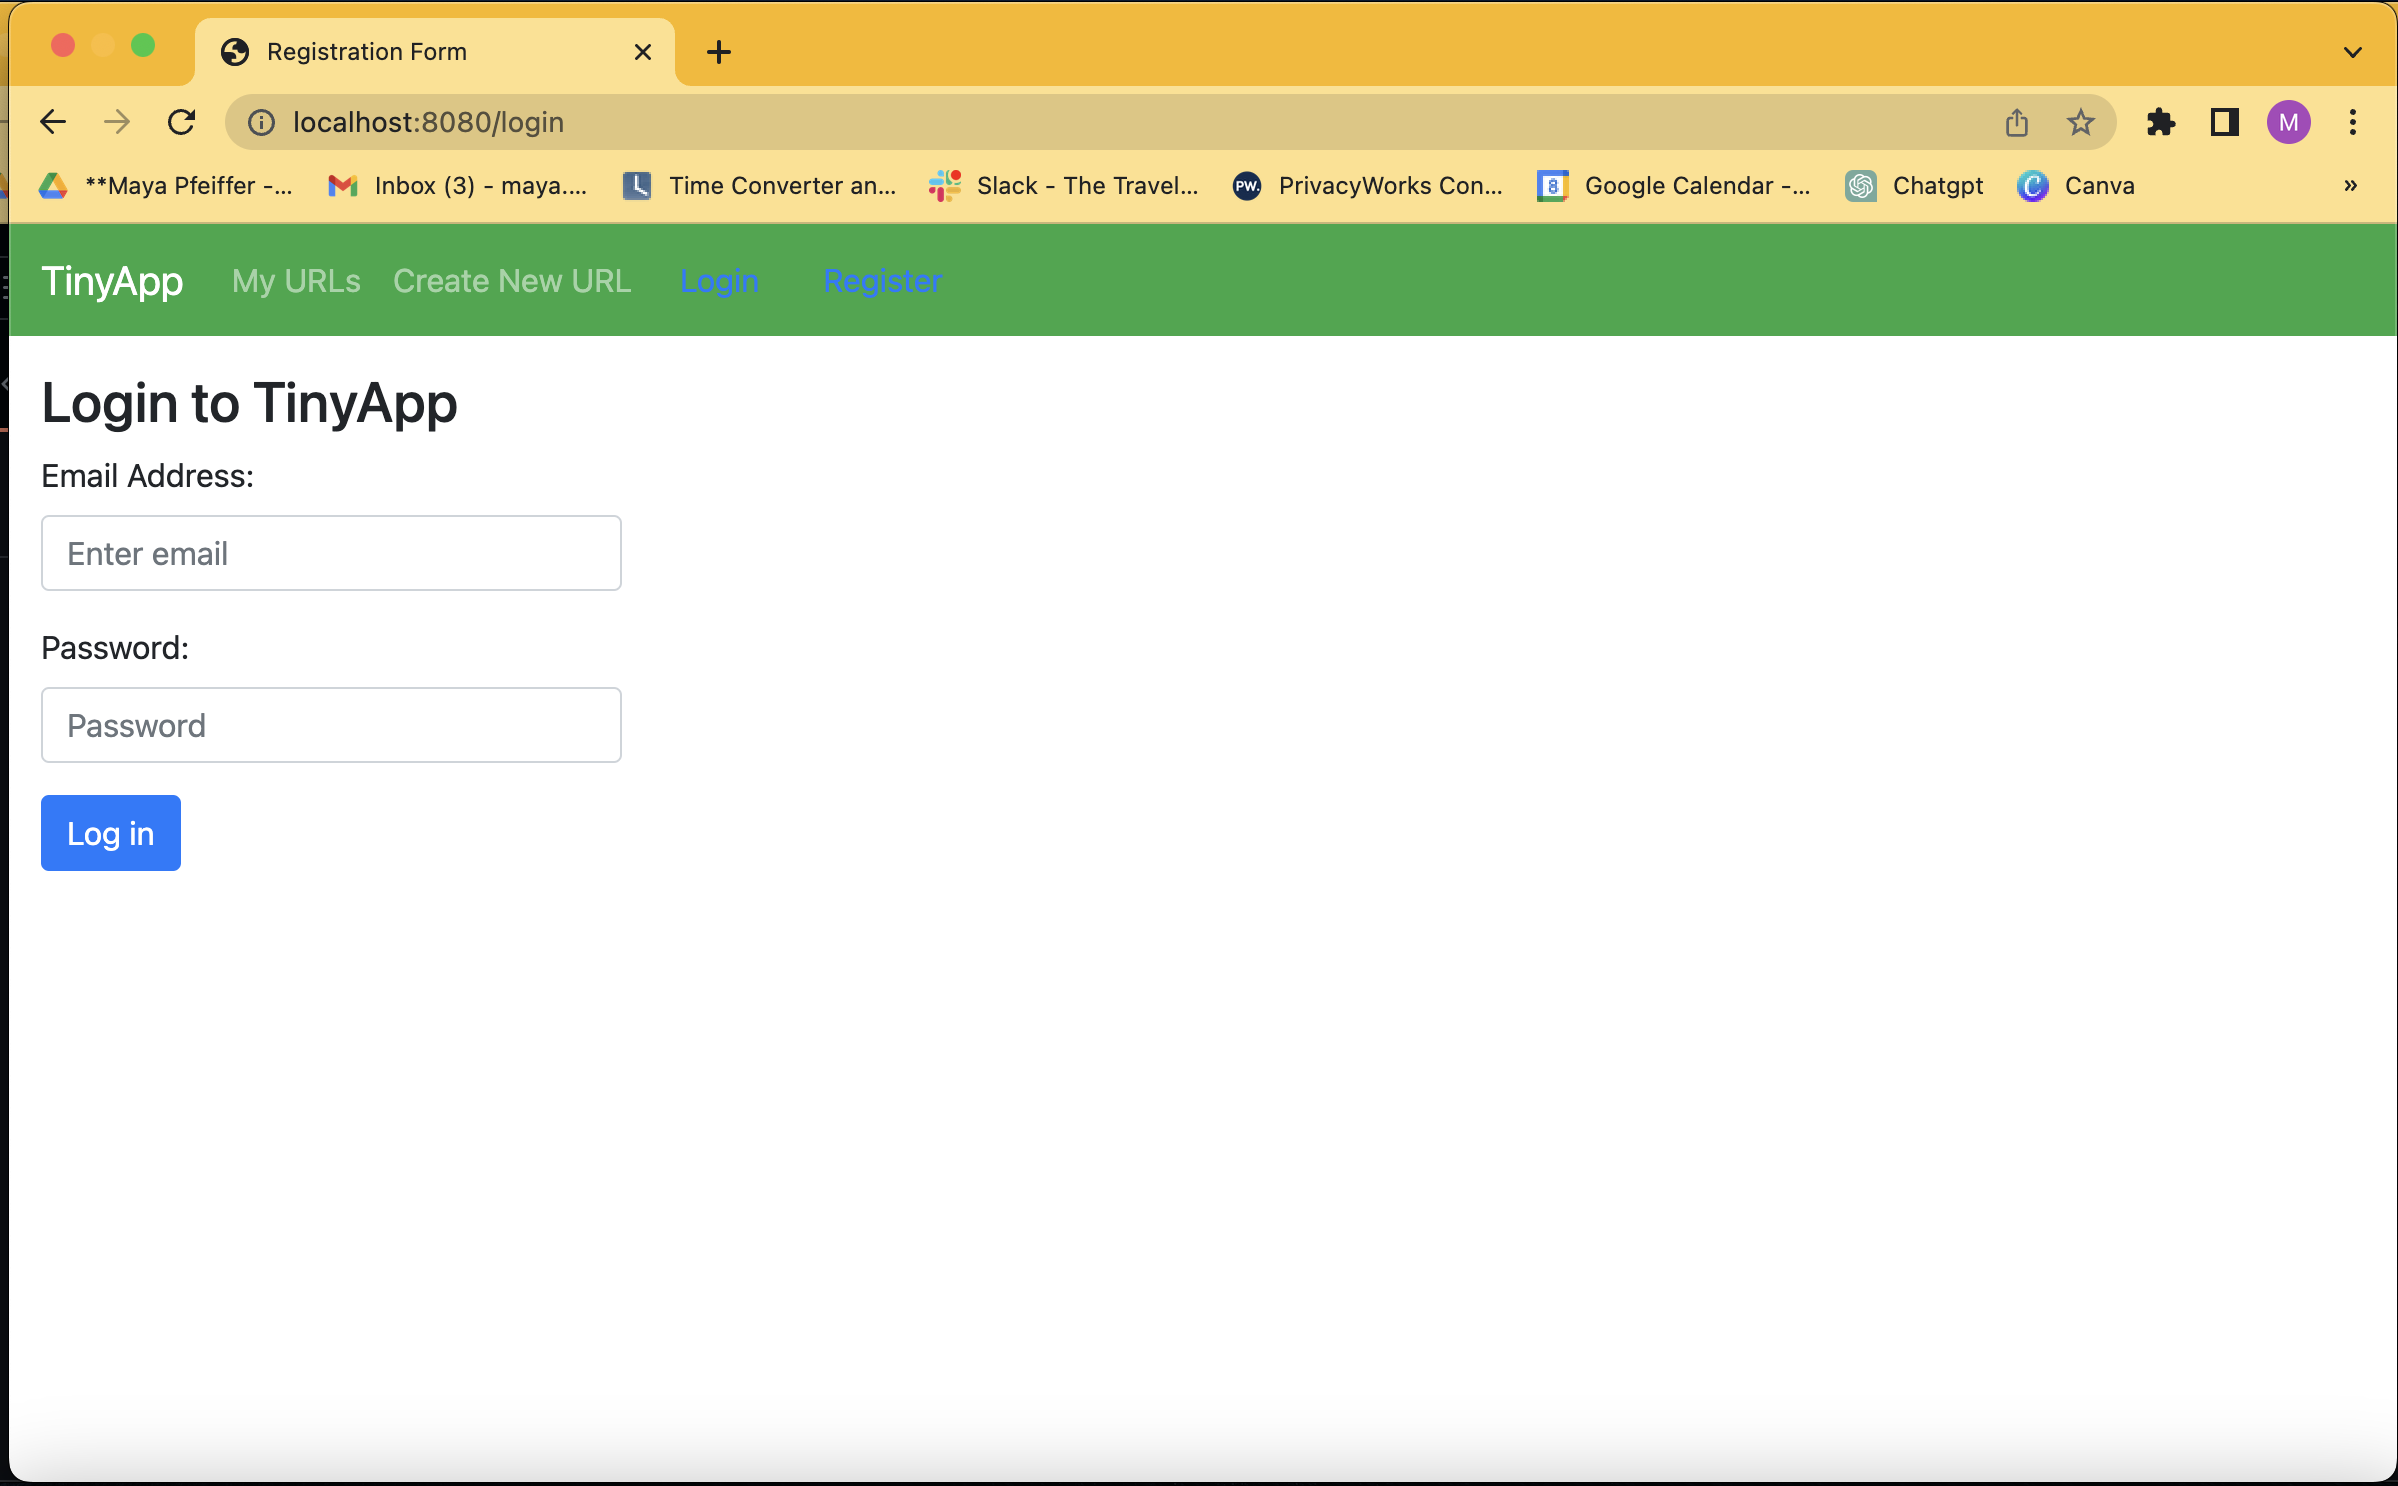 Registration Form
localhost:8080/login
M
**Maya Pfeiffer -... Inbox (3) - maya.... Time Converter an... Slack - The Travel... PW. PrivacyWorks Con... 8 Google Calendar -... Chatgpt Canva »
TinyApp My URLs Create New URL Login Register
Login to TinyApp
Email Address:
Enter email
Password:
Password
Log in